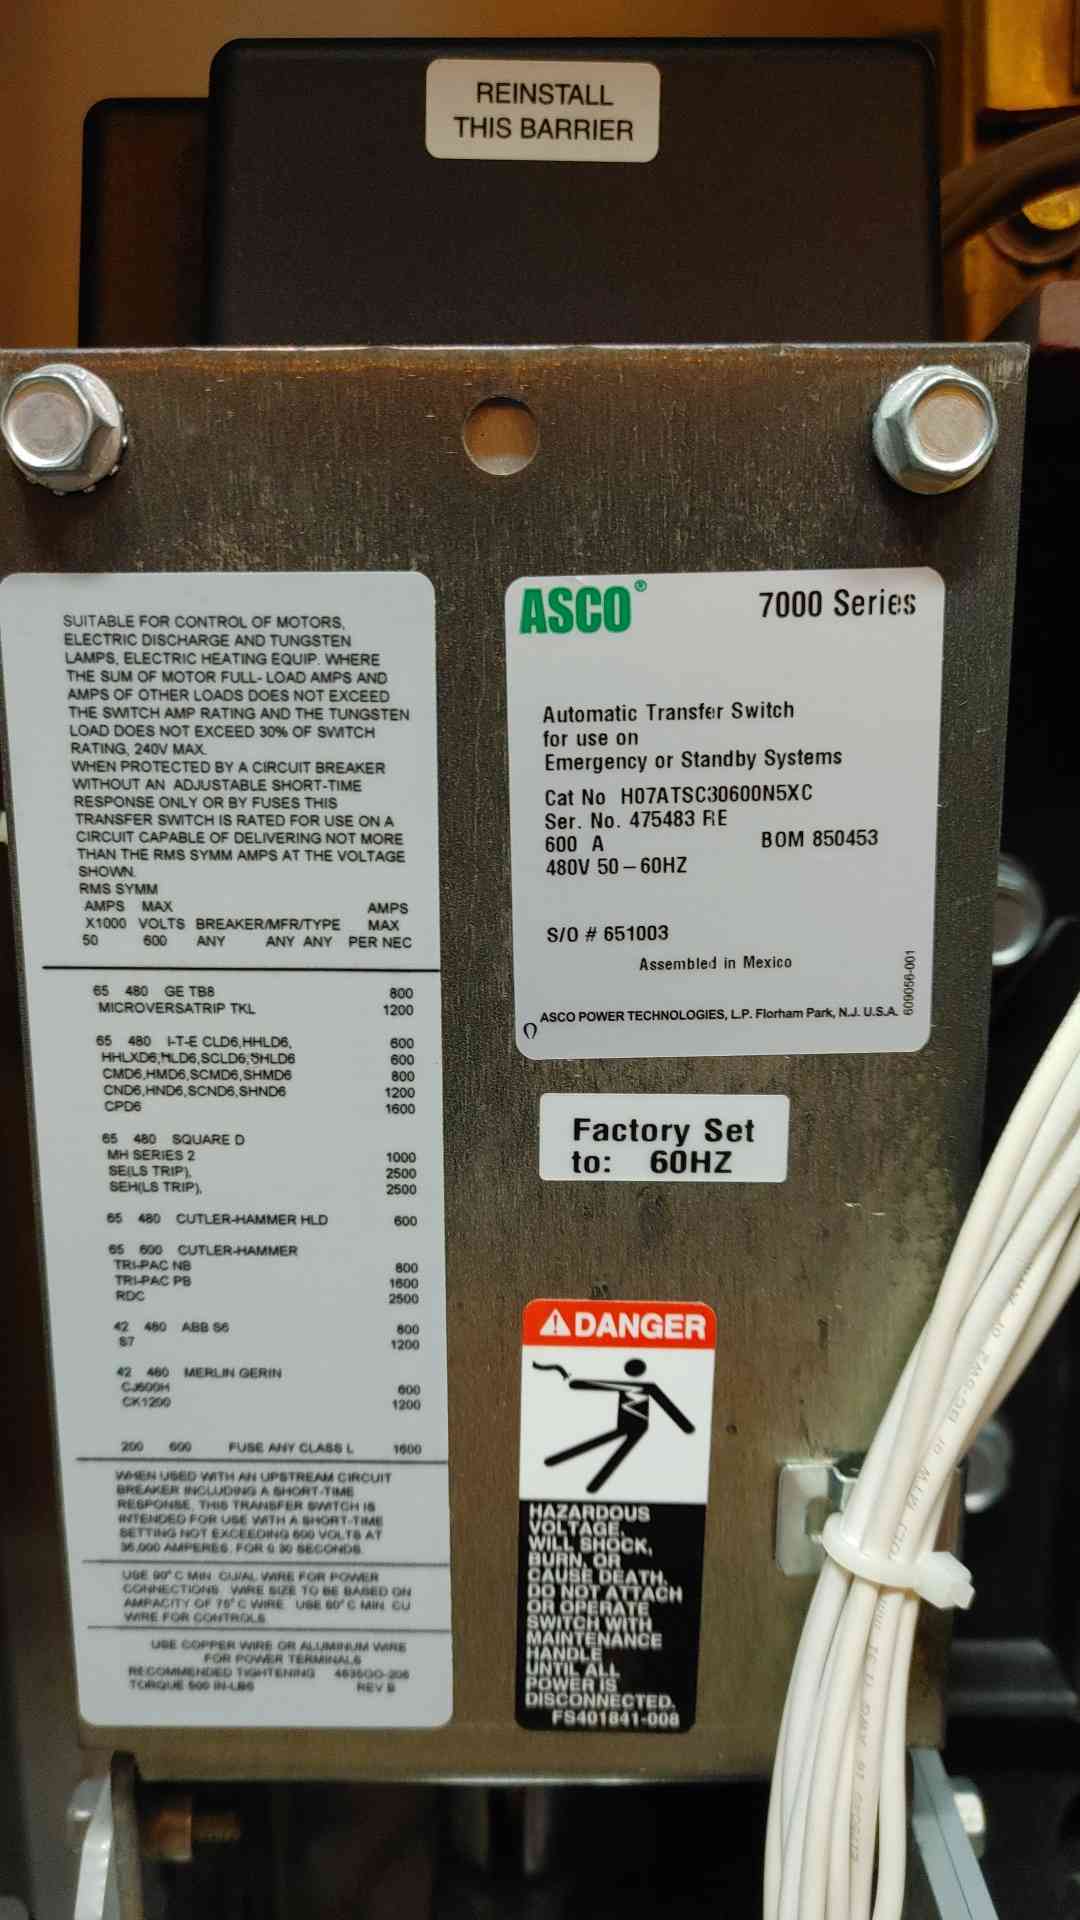 REINSTALL
THIS BARRIER
SUITABLE FOR CONTROL OF MOTORS,
ELECTRIC DISCHARGE AND TUNGSTEN
LAMPS, ELECTRIC HEATING EQUIP. WHERE
THE SUM OF MOTOR FULL- LOAD AMPS AND
AMPS OF OTHER LOADS DOES NOT EXCEED
THE SWITCH AMP RATING AND THE TUNGSTEN
LOAD DOES NOT EXCEED 30% OF SWITCH
RATING, 240V MAX.
WHEN PROTECTED BY A CIRCUIT BREAKER
WITHOUT AN ADJUSTABLE SHORT-TIME
RESPONSE ONLY OR BY FUSES THIS
TRANSFER SWITCH IS RATED FOR USE ON A
CIRCUIT CAPABLE OF DELIVERING NOT MORE
THAN THE RMS SYMM AMPS AT THE VOLTAGE
SHOWN.
RMS SYMM
AMPS MAX AMPS
X1000 VOLTS BREAKER/MFR/TYPE MAX
50 600 ANY ANY ANY PER NEC
65 480 GE TB8 800
MICROVERSATRIP TKL 1200
65 480 I-T-E CLD6,HHLD6, 600
HHLXD6,HLD6,SCLD6,SHLD6 600
CMD6,HMD6,SCMD6,SHMD6 800
CND6,HND6,SCND6,SHND6 1200
CPD6 1600
65 480 SQUARE D
MH SERIES 2 1000
SE(LS TRIP), 2500
SEH(LS TRIP), 2500
65 480 CUTLER-HAMMER HLD 600
65 600 CUTLER-HAMMER
TRI-PAC NB 800
TRI-PAC PB 1600
RDC 2500
42 480 ABB S6 800
S7 1200
42 480 MERLIN GERIN
CJ600H 600
CK1200 1200
200 600 FUSE ANY CLASS L 1600
WHEN USED WITH AN UPSTREAM CIRCUIT
BREAKER INCLUDING A SHORT-TIME
RESPONSE, THIS TRANSFER SWITCH IS
INTENDED FOR USE WITH A SHORT-TIME
SETTING NOT EXCEEDING 600 VOLTS AT
36,000 AMPERES, FOR 0.30 SECONDS.
USE 90° C MIN. CU/AL WIRE FOR POWER
CONNECTIONS. WIRE SIZE TO BE BASED ON
AMPACITY OF 75° C WIRE. USE 60° C MIN. CU
WIRE FOR CONTROLS.
USE COPPER WIRE OR ALUMINUM WIRE
FOR POWER TERMINALS
RECOMMENDED TIGHTENING 463500-206
TORQUE 500 IN-LBS REV B
ASCO® 7000 Series
Automatic Transfer Switch
for use on
Emergency or Standby Systems
Cat No H07ATSC30600N5XC
Ser. No. 475483 RE
600 A BOM 850453
480V 50–60HZ
S/O # 651003
Assembled in Mexico
ASCO POWER TECHNOLOGIES, L.P. Florham Park, N.J. U.S.A.
609056-001
Factory Set
to: 60HZ
DANGER
HAZARDOUS
VOLTAGE.
WILL SHOCK,
BURN, OR
CAUSE DEATH.
DO NOT ATTACH
OR OPERATE
SWITCH WITH
MAINTENANCE
HANDLE
UNTIL ALL
POWER IS
DISCONNECTED.
FS401841-008